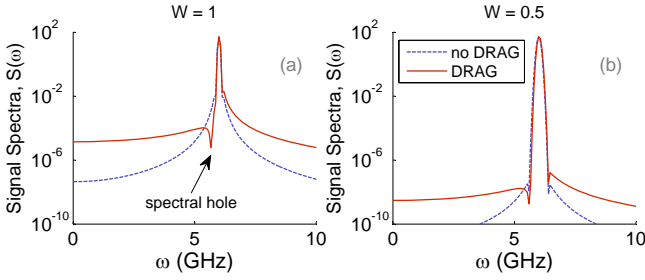 W = 1
Signal Spectra, S(ω)
10^2
10^-2
10^-6
10^-10
(a)
spectral hole
0
5
10
ω (GHz)
W = 0.5
Signal Spectra, S(ω)
10^2
10^-2
10^-6
10^-10
no DRAG
DRAG
(b)
0
5
10
ω (GHz)